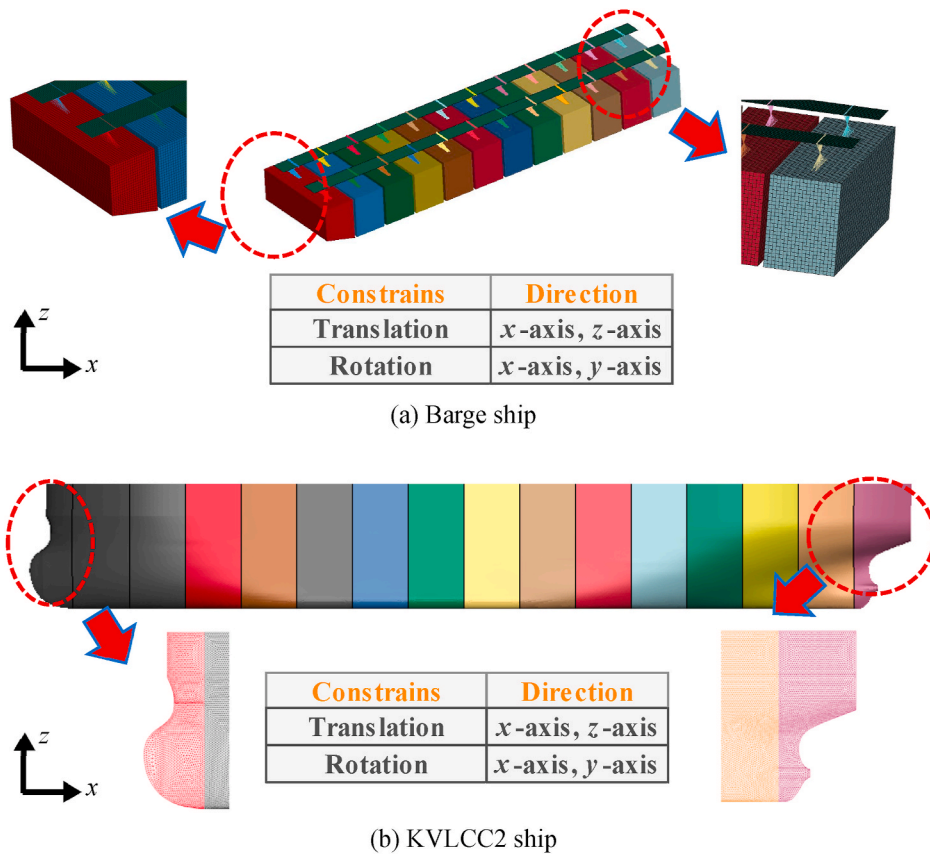 z
x
Constrains Direction
Translation x-axis, z-axis
Rotation x-axis, y-axis
(a) Barge ship
z
x
Constrains Direction
Translation x-axis, z-axis
Rotation x-axis, y-axis
(b) KVLCC2 ship